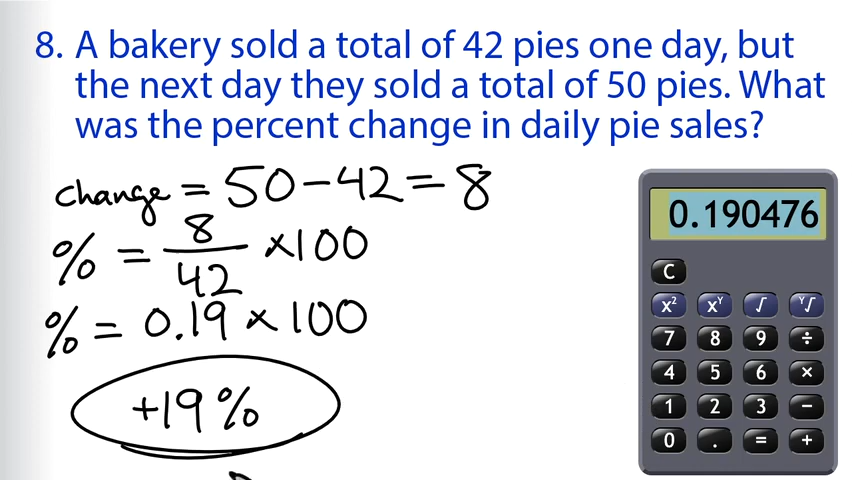 8. A bakery sold a total of 42 pies one day, but
the next day they sold a total of 50 pies. What
was the percent change in daily pie sales?
change = 50 - 42 = 8
% = 8/42 ×100
% = 0.19 × 100
+19%
0.190476
C
x² xʸ √ ʸ√
7 8 9 ÷
4 5 6 ×
1 2 3 −
0 . = +